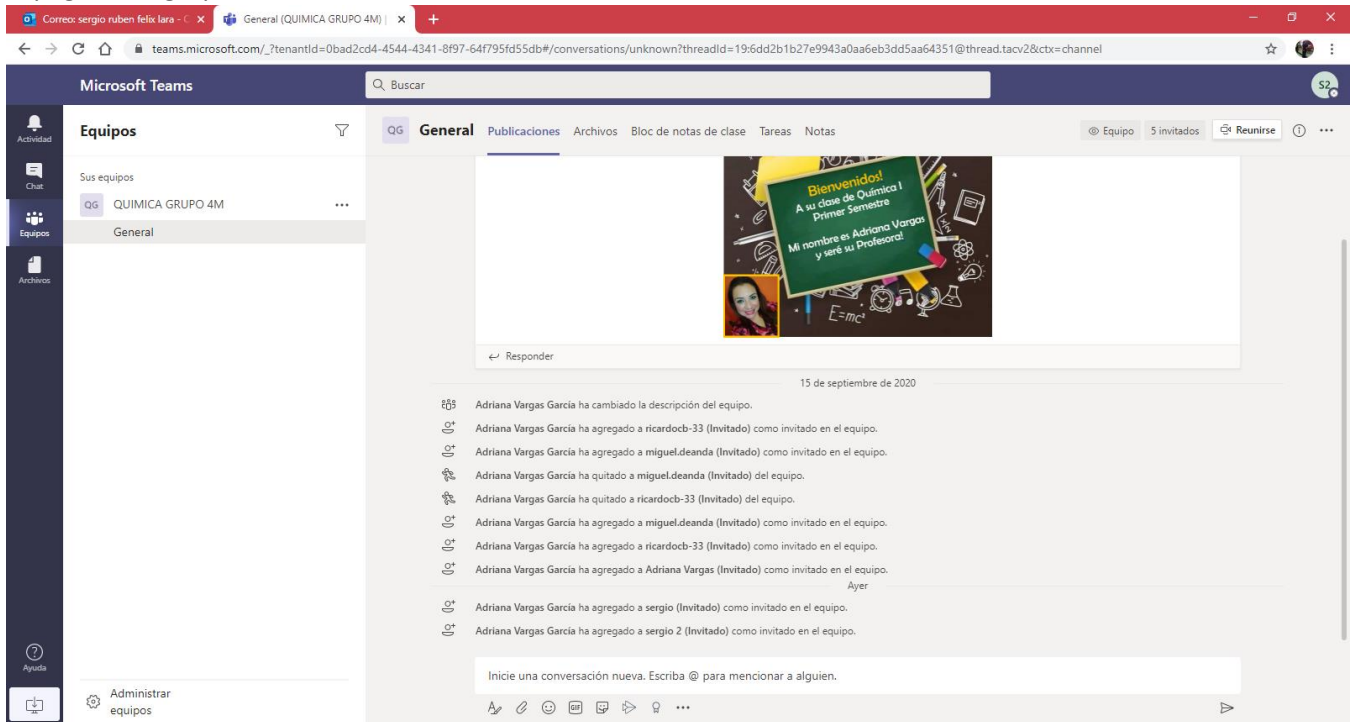 Correo: sergio ruben felix lara - O
General (QUIMICA GRUPO 4M) |
teams.microsoft.com/_?tenantId=0bad2cd4-4544-4341-8f97-64f795fd55db#/conversations/unknown?threadId=19:6dd2b1b27e9943a0aa6eb3dd5aa64351@thread.tacv2&ctx=channel
Microsoft Teams
Buscar
S2
Actividad
Chat
Equipos
Archivos
Ayuda
Equipos
Sus equipos
QG QUIMICA GRUPO 4M
General
Administrar
equipos
QG General Publicaciones Archivos Bloc de notas de clase Tareas Notas
Equipo 5 invitados Reunirse
Bienvenidos!
A su clase de Química I
Primer Semestre
Mi nombre es Adriana Vargas
y seré su Profesora!
E=mc²
Responder
15 de septiembre de 2020
Adriana Vargas García ha cambiado la descripción del equipo.
Adriana Vargas García ha agregado a ricardocb-33 (Invitado) como invitado en el equipo.
Adriana Vargas García ha agregado a miguel.deanda (Invitado) como invitado en el equipo.
Adriana Vargas García ha quitado a miguel.deanda (Invitado) del equipo.
Adriana Vargas García ha quitado a ricardocb-33 (Invitado) del equipo.
Adriana Vargas García ha agregado a miguel.deanda (Invitado) como invitado en el equipo.
Adriana Vargas García ha agregado a ricardocb-33 (Invitado) como invitado en el equipo.
Adriana Vargas García ha agregado a Adriana Vargas (Invitado) como invitado en el equipo.
Ayer
Adriana Vargas García ha agregado a sergio (Invitado) como invitado en el equipo.
Adriana Vargas García ha agregado a sergio 2 (Invitado) como invitado en el equipo.
Inicie una conversación nueva. Escriba @ para mencionar a alguien.
GIF